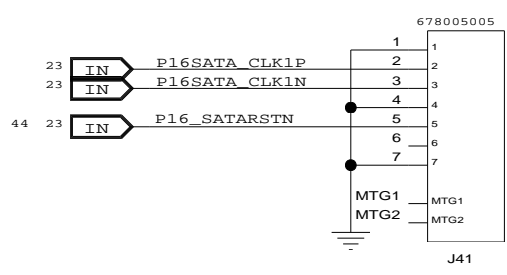 678005005
1 1
23 IN P16SATA_CLK1P 2 2
23 IN P16SATA_CLK1N 3 3
4 4
44 23 IN P16_SATARSTN 5 5
6 6
7 7
MTG1 MTG1
MTG2 MTG2
J41